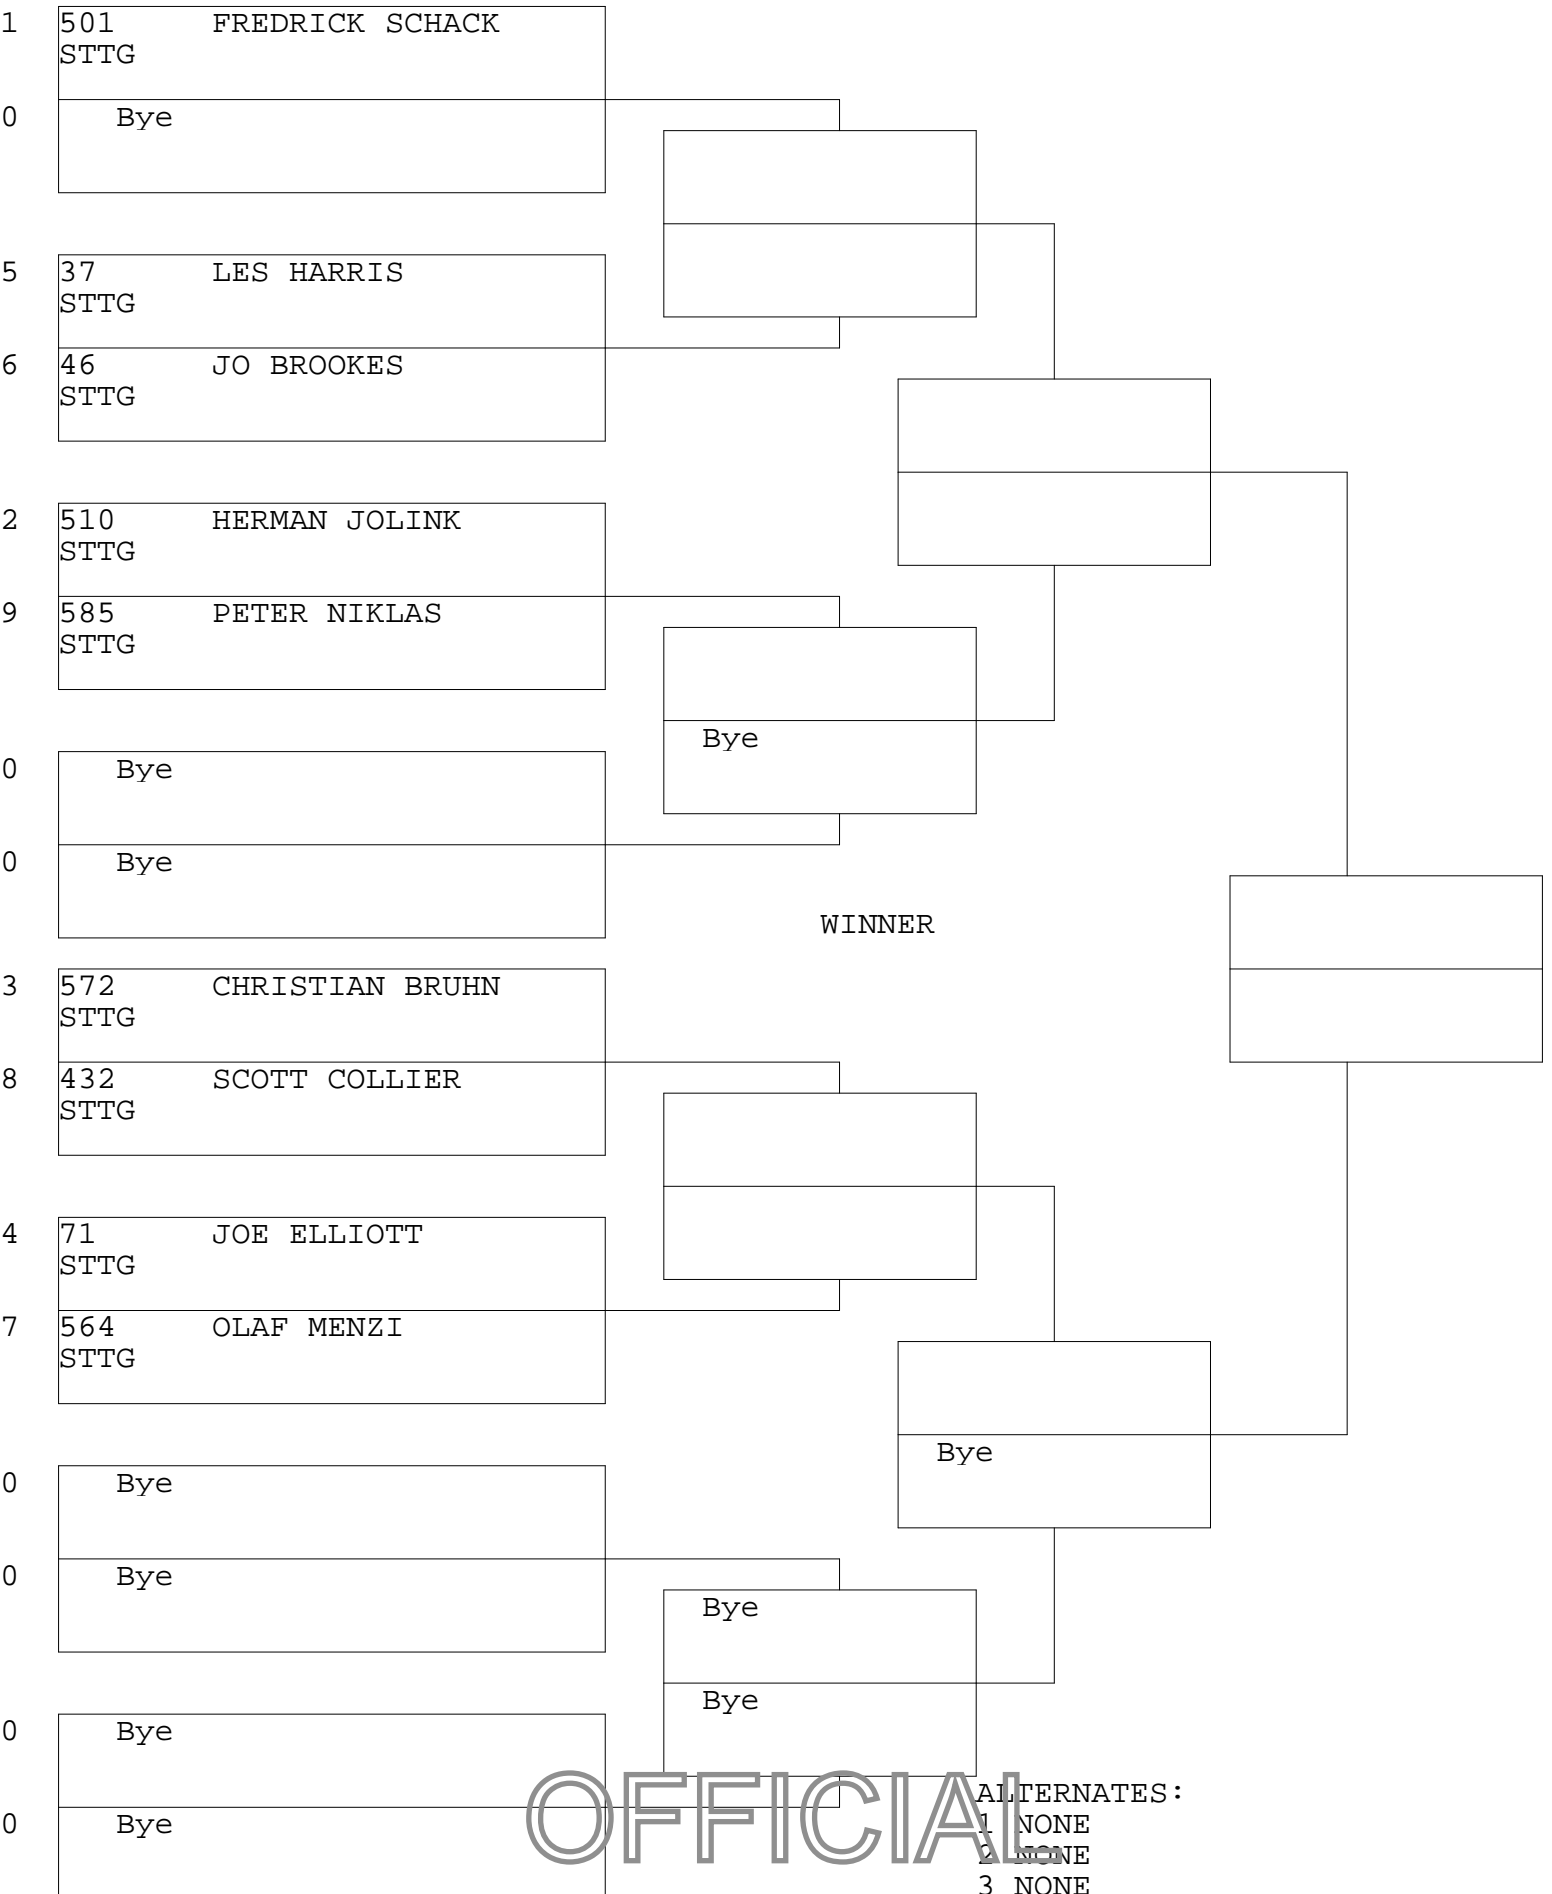 1 501 FREDRICK SCHACK
STTG
0 Bye
5 37 LES HARRIS
STTG
6 46 JO BROOKES
STTG
2 510 HERMAN JOLINK
STTG
9 585 PETER NIKLAS
STTG
Bye
0 Bye
0 Bye
WINNER
3 572 CHRISTIAN BRUHN
STTG
8 432 SCOTT COLLIER
STTG
4 71 JOE ELLIOTT
STTG
7 564 OLAF MENZI
STTG
Bye
0 Bye
0 Bye
Bye
Bye
0 Bye
0 Bye
OFFICIAL
ALTERNATES:
1 NONE
2 NONE
3 NONE